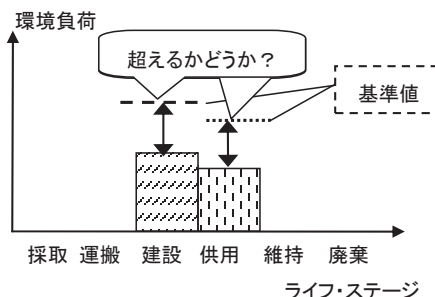 環境負荷
超えるかどうか？
基準値
採取 運搬 建設 供用 維持 廃棄
ライフ・ステージ